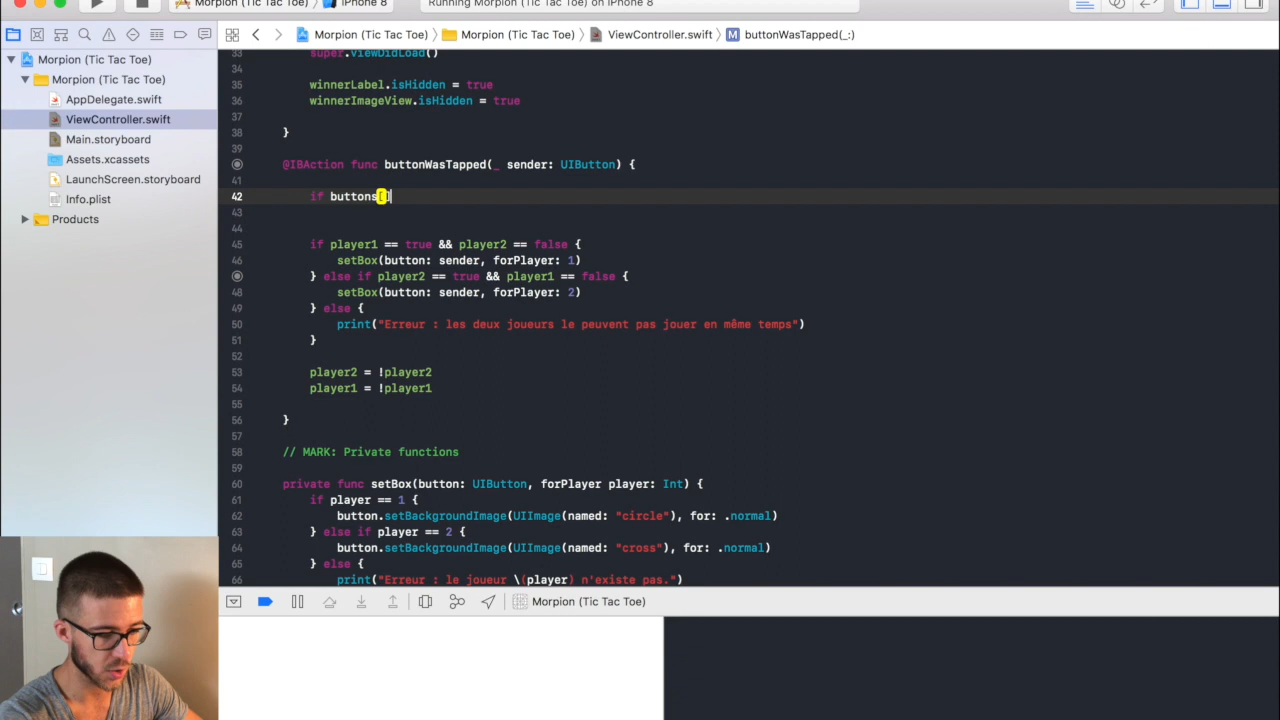 Morpion (Tic Tac Toe) 〉 iPhone 8
Running Morpion (Tic Tac Toe) on iPhone 8
Morpion (Tic Tac Toe) 〉 Morpion (Tic Tac Toe) 〉 ViewController.swift 〉 M buttonWasTapped(_:)
Morpion (Tic Tac Toe)
Morpion (Tic Tac Toe)
AppDelegate.swift
ViewController.swift
Main.storyboard
Assets.xcassets
LaunchScreen.storyboard
Info.plist
Products
33 super.viewDidLoad()
34
35 winnerLabel.isHidden = true
36 winnerImageView.isHidden = true
37
38 }
39
@IBAction func buttonWasTapped(_ sender: UIButton) {
41
42 if buttons[]
43
44
45 if player1 == true && player2 == false {
46 setBox(button: sender, forPlayer: 1)
} else if player2 == true && player1 == false {
48 setBox(button: sender, forPlayer: 2)
49 } else {
50 print("Erreur : les deux joueurs le peuvent pas jouer en même temps")
51 }
52
53 player2 = !player2
54 player1 = !player1
55
56 }
57
58 // MARK: Private functions
59
60 private func setBox(button: UIButton, forPlayer player: Int) {
61 if player == 1 {
62 button.setBackgroundImage(UIImage(named: "circle"), for: .normal)
63 } else if player == 2 {
64 button.setBackgroundImage(UIImage(named: "cross"), for: .normal)
65 } else {
66 print("Erreur : le joueur \(player) n'existe pas.")
Morpion (Tic Tac Toe)